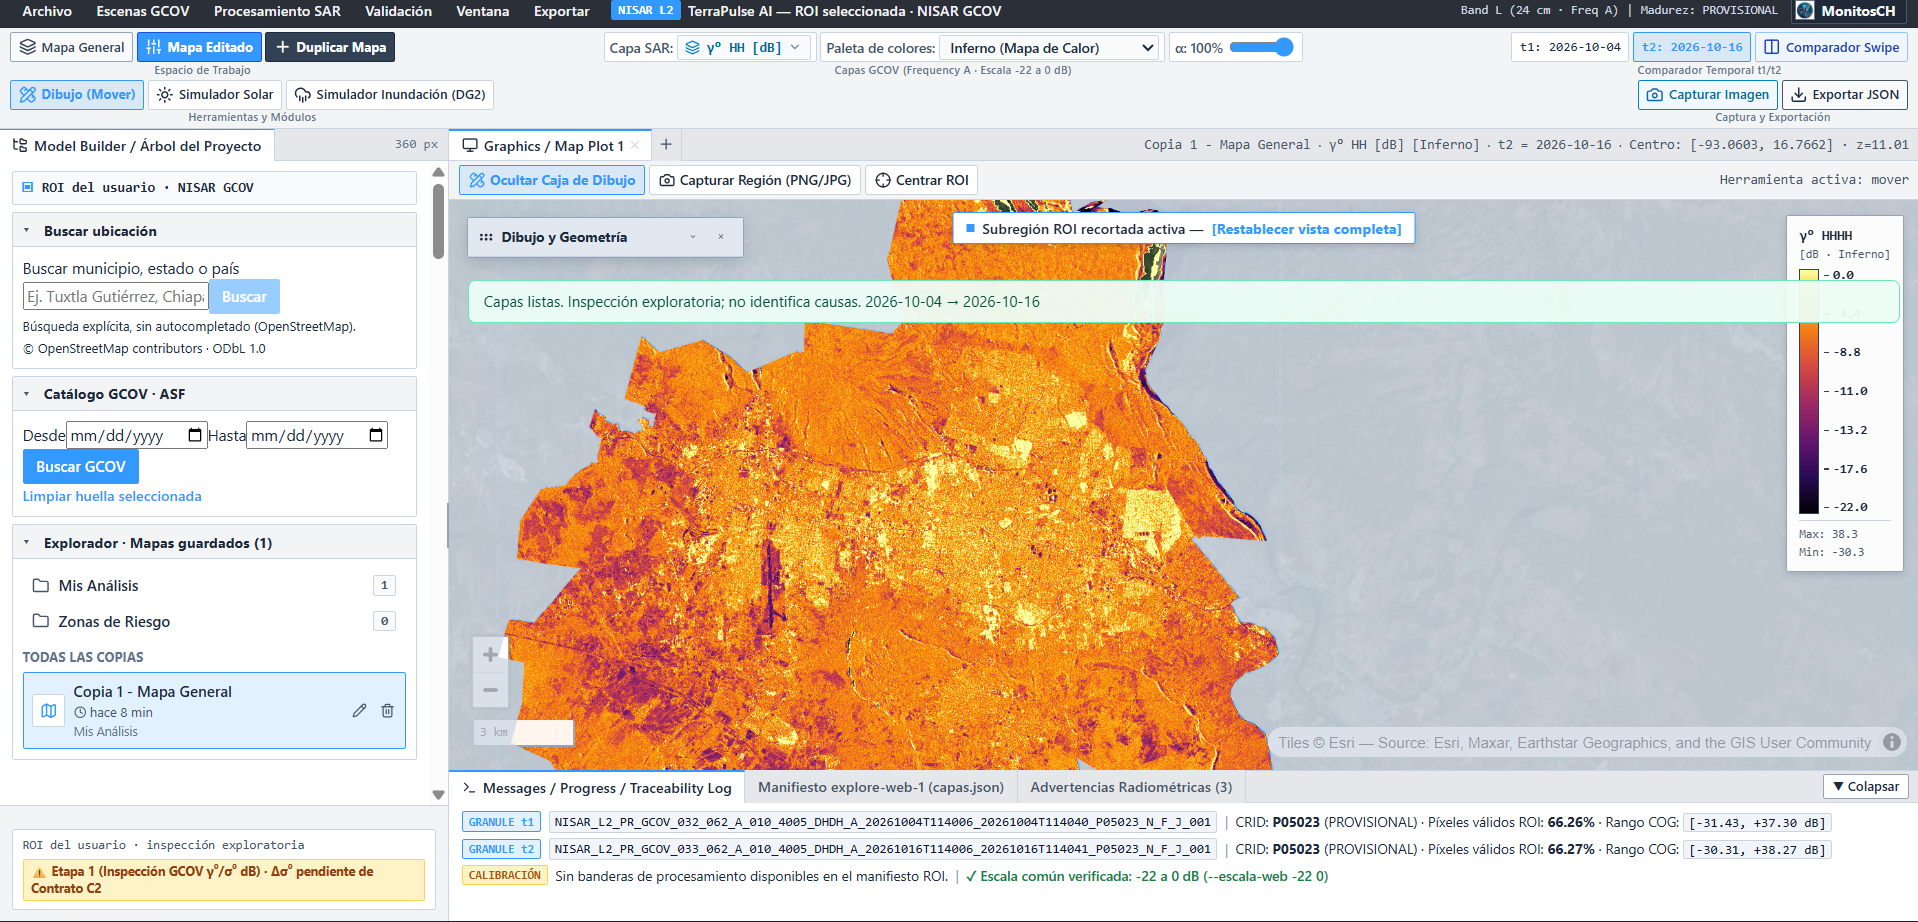 Archivo Escenas GCOV Procesamiento SAR Validación Ventana Exportar NISAR L2 TerraPulse AI — ROI seleccionada · NISAR GCOV Band L (24 cm · Freq A) | Madurez: PROVISIONAL MonitosCH
Mapa General Mapa Editado + Duplicar Mapa Capa SAR: γ° HH [dB] Paleta de colores: Inferno (Mapa de Calor) α: 100% t1: 2026-10-04 t2: 2026-10-16 Comparador Swipe
Espacio de Trabajo Capas GCOV (Frequency A · Escala -22 a 0 dB) Comparador Temporal t1/t2
Dibujo (Mover) Simulador Solar Simulador Inundación (DG2) Capturar Imagen Exportar JSON
Herramientas y Módulos Captura y Exportación
Model Builder / Árbol del Proyecto 360 px Graphics / Map Plot 1 × + Copia 1 - Mapa General · γ° HH [dB] [Inferno] · t2 = 2026-10-16 · Centro: [-93.0603, 16.7662] · z=11.01
Ocultar Caja de Dibujo Capturar Región (PNG/JPG) Centrar ROI Herramienta activa: mover
ROI del usuario · NISAR GCOV
Buscar ubicación
Buscar municipio, estado o país
Ej. Tuxtla Gutiérrez, Chiapa Buscar
Búsqueda explícita, sin autocompletado (OpenStreetMap).
© OpenStreetMap contributors · ODbL 1.0
Catálogo GCOV · ASF
Desde mm/dd/yyyy Hasta mm/dd/yyyy
Buscar GCOV
Limpiar huella seleccionada
Explorador · Mapas guardados (1)
Mis Análisis 1
Zonas de Riesgo 0
TODAS LAS COPIAS
Copia 1 - Mapa General
hace 8 min
Mis Análisis
ROI del usuario · inspección exploratoria
Etapa 1 (Inspección GCOV γ°/σ° dB) · Δσ° pendiente de
Contrato C2
Dibujo y Geometría ×
Subregión ROI recortada activa — [Restablecer vista completa]
Capas listas. Inspección exploratoria; no identifica causas. 2026-10-04 → 2026-10-16
γ° HHHH
[dB · Inferno]
0.0
-4.4
-8.8
-11.0
-13.2
-17.6
-22.0
Max: 38.3
Min: -30.3
+
−
3 km
Tiles © Esri — Source: Esri, Maxar, Earthstar Geographics, and the GIS User Community
Messages / Progress / Traceability Log Manifiesto explore-web-1 (capas.json) Advertencias Radiométricas (3) ▼ Colapsar
GRANULE t1 NISAR_L2_PR_GCOV_032_062_A_010_4005_DHDH_A_20261004T114006_20261004T114040_P05023_N_F_J_001 | CRID: P05023 (PROVISIONAL) · Píxeles válidos ROI: 66.26% · Rango COG: [-31.43, +37.30 dB]
GRANULE t2 NISAR_L2_PR_GCOV_033_062_A_010_4005_DHDH_A_20261016T114006_20261016T114041_P05023_N_F_J_001 | CRID: P05023 (PROVISIONAL) · Píxeles válidos ROI: 66.27% · Rango COG: [-30.31, +38.27 dB]
CALIBRACIÓN Sin banderas de procesamiento disponibles en el manifiesto ROI. | ✓ Escala común verificada: -22 a 0 dB (--escala-web -22 0)